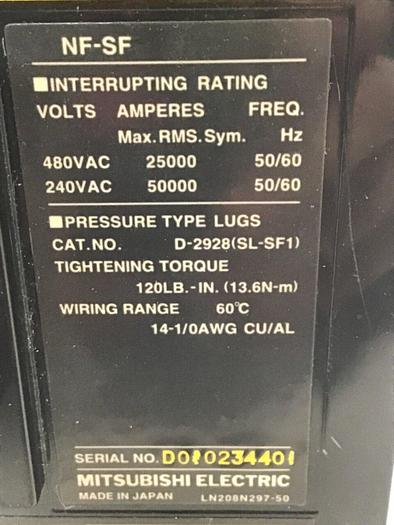 NF-SF
■INTERRUPTING RATING
VOLTS AMPERES FREQ.
Max.RMS.Sym. Hz
480VAC 25000 50/60
240VAC 50000 50/60
■PRESSURE TYPE LUGS
CAT.NO. D-2928(SL-SF1)
TIGHTENING TORQUE
120LB.-IN. (13.6N-m)
WIRING RANGE 60℃
14-1/0AWG CU/AL
SERIAL NO.
MITSUBISHI ELECTRIC
MADE IN JAPAN LN208N297-50